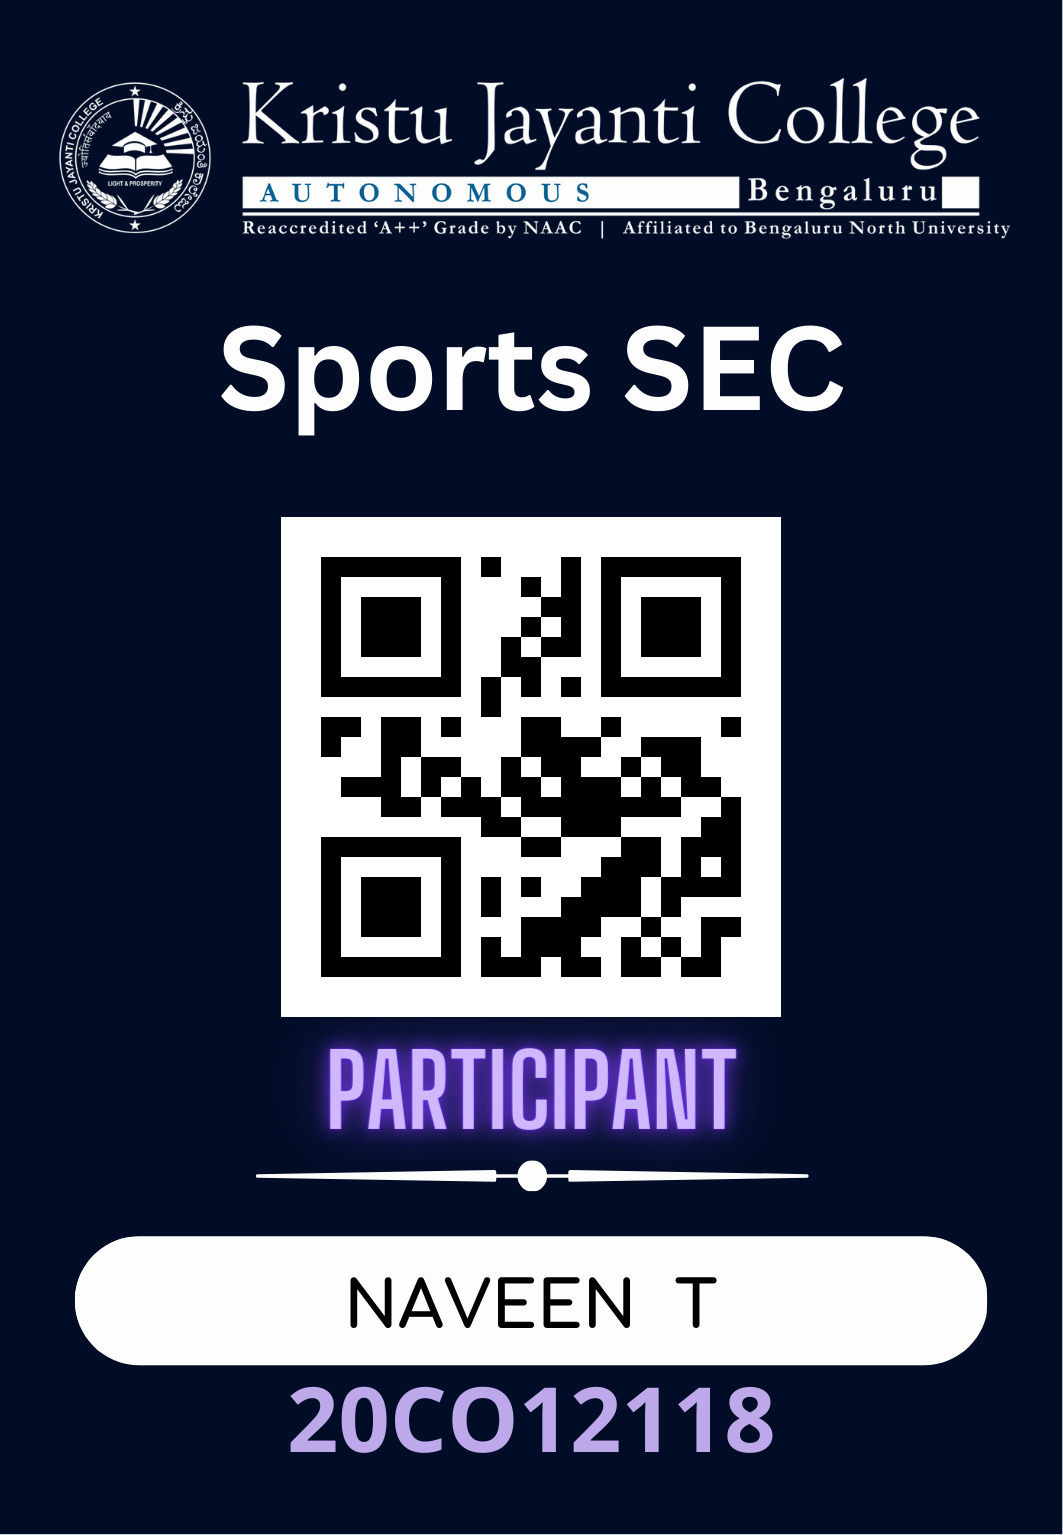 Kristu Jayanti College
AUTONOMOUS Bengaluru
Reaccredited ‘A++’ Grade by NAAC | Affiliated to Bengaluru North University
KRISTU JAYANTI COLLEGE
LIGHT & PROSPERITY
Sports SEC
PARTICIPANT
NAVEEN T
20CO12118